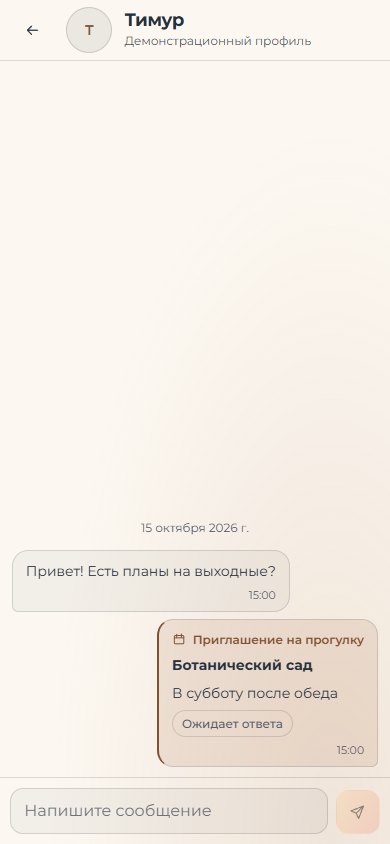 Т
Тимур
Демонстрационный профиль
15 октября 2026 г.
Привет! Есть планы на выходные?
15:00
Приглашение на прогулку
Ботанический сад
В субботу после обеда
Ожидает ответа
15:00
Напишите сообщение